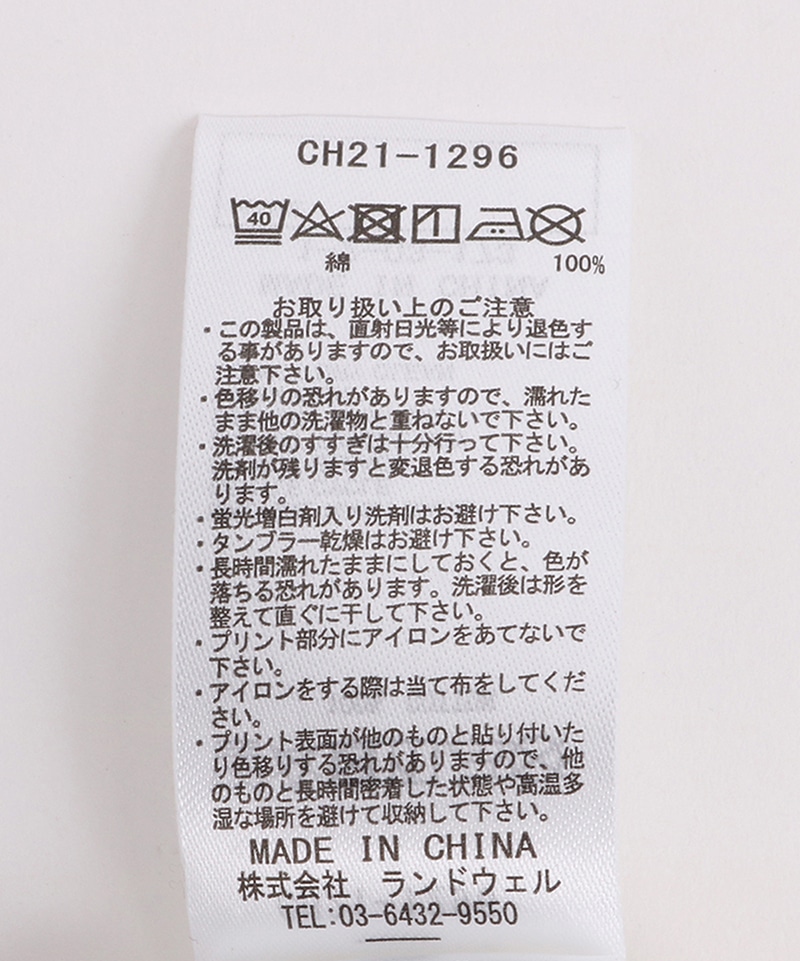 CH21-1296
40
綿 100%
お取り扱い上のご注意
・この製品は、直射日光等により退色す
る事がありますので、お取扱いにはご
注意下さい。
・色移りの恐れがありますので、濡れた
まま他の洗濯物と重ねないで下さい。
・洗濯後のすすぎは十分行って下さい。
洗剤が残りますと変退色する恐れがあ
ります。
・蛍光増白剤入り洗剤はお避け下さい。
・タンブラー乾燥はお避け下さい。
・長時間濡れたままにしておくと、色が
落ちる恐れがあります。洗濯後は形を
整えて直ぐに干して下さい。
・プリント部分にアイロンをあてないで
下さい。
・アイロンをする際は当て布をしてくだ
さい。
・プリント表面が他のものと貼り付いた
り色移りする恐れがありますので、他
のものと長時間密着した状態や高温多
湿な場所を避けて収納して下さい。
MADE IN CHINA
株式会社 ランドウェル
TEL:03-6432-9550